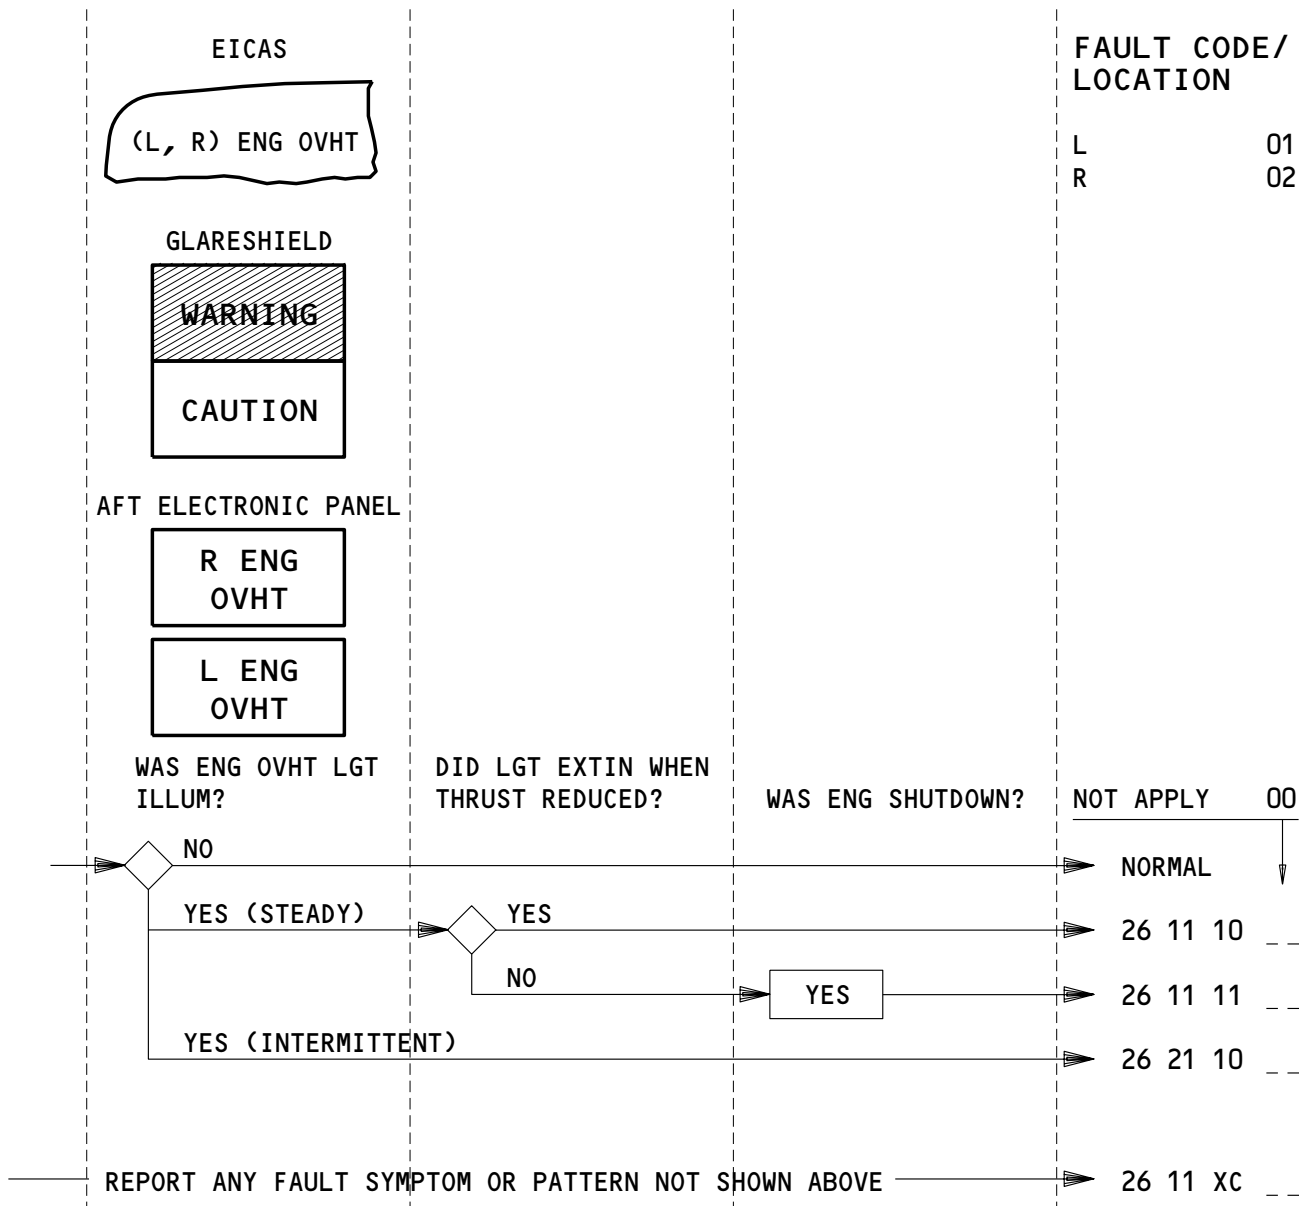 EICAS
(L, R) ENG OVHT
FAULT CODE/
LOCATION
L 01
R 02
GLARESHIELD
WARNING
CAUTION
AFT ELECTRONIC PANEL
R ENG
OVHT
L ENG
OVHT
WAS ENG OVHT LGT
ILLUM?
DID LGT EXTIN WHEN
THRUST REDUCED?
WAS ENG SHUTDOWN?
NOT APPLY 00
NO
NORMAL
YES (STEADY)
YES
26 11 10 _ _
NO
YES
26 11 11 _ _
YES (INTERMITTENT)
26 21 10 _ _
REPORT ANY FAULT SYMPTOM OR PATTERN NOT SHOWN ABOVE
26 11 XC _ _